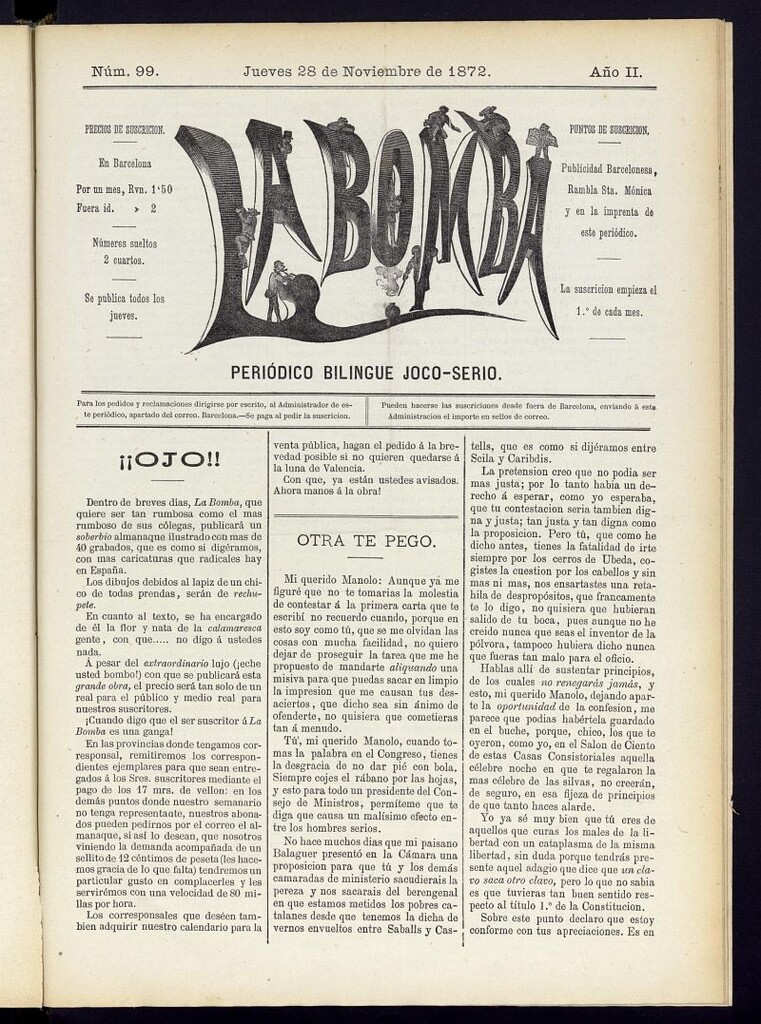 Núm. 99.
Jueves 28 de Noviembre de 1872.
Año II.
PRECIOS DE SUSCRICION.
En Barcelona
Por un mes, Rvn. 1'50
Fuera id. » 2
Números sueltos
2 cuartos.
Se publica todos los
jueves.
LA BOMBA
PUNTOS DE SUSCRICION.
Publicidad Barcelonesa,
Rambla Sta. Mónica
y en la imprenta de
este periódico.
La suscricion empieza el
1.º de cada mes.
PERIÓDICO BILINGUE JOCO-SERIO.
Para los pedidos y reclamaciones dirigirse por escrito, al Administrador de es-
te periódico, apartado del correo. Barcelona.—Se paga al pedir la suscricion.
Pueden hacerse las suscriciones desde fuera de Barcelona, enviando á esta
Administracion el importe en sellos de correo.
¡¡OJO!!
Dentro de breves dias, La Bomba, que
quiere ser tan rumbosa como el mas
rumboso de sus cólegas, publicará un
soberbio almanaque ilustrado con mas de
40 grabados, que es como si digéramos,
con mas caricaturas que radicales hay
en España.
Los dibujos debidos al lapiz de un chi-
co de todas prendas, serán de rechu-
pete.
En cuanto al texto, se ha encargado
de él la flor y nata de la calamaresca
gente, con que..... no digo á ustedes
nada.
Á pesar del extraordinario lujo (¡eche
usted bombo!) con que se publicará esta
grande obra, el precio será tan solo de un
real para el público y medio real para
nuestros suscritores.
¡Cuando digo que el ser suscritor á La
Bomba es una ganga!
En las provincias donde tengamos cor-
responsal, remitiremos los correspon-
dientes ejemplares para que sean entre-
gados á los Sres. suscritores mediante el
pago de los 17 mrs. de vellon: en los
demás puntos donde nuestro semanario
no tenga representante, nuestros abona-
dos pueden pedirnos por el correo el al-
manaque, si así lo desean, que nosotros
viniendo la demanda acompañada de un
sellito de 12 céntimos de peseta (les hace-
mos gracia de lo que falta) tendremos un
particular gusto en complacerles y les
servirémos con una velocidad de 80 mi-
llas por hora.
Los corresponsales que deséen tam-
bien adquirir nuestro calendario para la
venta pública, hagan el pedido á la bre-
vedad posible si no quieren quedarse á
la luna de Valencia.
Con que, ya están ustedes avisados.
Ahora manos á la obra!
OTRA TE PEGO.
Mi querido Manolo: Aunque ya me
figuré que no te tomarias la molestia
de contestar á la primera carta que te
escribí no recuerdo cuando, porque en
esto soy como tú, que se me olvidan las
cosas con mucha facilidad, no quiero
dejar de proseguir la tarea que me he
propuesto de mandarte aliquando una
misiva para que puedas sacar en limpio
la impresion que me causan tus des-
aciertos, que dicho sea sin ánimo de
ofenderte, no quisiera que cometieras
tan á menudo.
Tú, mi querido Manolo, cuando to-
mas la palabra en el Congreso, tienes
la desgracia de no dar pié con bola.
Siempre cojes el rábano por las hojas,
y esto para todo un presidente del Con-
sejo de Ministros, permíteme que te
diga que causa un malísimo efecto en-
tre los hombres serios.
No hace muchos dias que mi paisano
Balaguer presentó en la Cámara una
proposicion para que tú y los demás
camaradas de ministerio sacudierais la
pereza y nos sacarais del berengenal
en que estamos metidos los pobres ca-
talanes desde que tenemos la dicha de
vernos envueltos entre Saballs y Cas-
tells, que es como si dijéramos entre
Scila y Caribdis.
La pretension creo que no podia ser
mas justa; por lo tanto habia un de-
recho á esperar, como yo esperaba,
que tu contestacion seria tambien dig-
na y justa; tan justa y tan digna como
la proposicion. Pero tú, que como he
dicho antes, tienes la fatalidad de irte
siempre por los cerros de Ubeda, co-
gistes la cuestion por los cabellos y sin
mas ni mas, nos ensartastes una reta-
hila de despropósitos, que francamente
te lo digo, no quisiera que hubieran
salido de tu boca, pues aunque no he
creido nunca que seas el inventor de la
pólvora, tampoco hubiera dicho nunca
que fueras tan malo para el oficio.
Hablas allí de sustentar principios,
de los cuales no renegarás jamás, y
esto, mi querido Manolo, dejando apar-
te la oportunidad de la confesion, me
parece que podias habértela guardado
en el buche, porque, chico, los que te
oyeron, como yo, en el Salon de Ciento
de estas Casas Consistoriales aquella
célebre noche en que te regalaron la
mas célebre de las silvas, no creerán,
de seguro, en esa fijeza de principios
de que tanto haces alarde.
Yo ya sé muy bien que tú eres de
aquellos que curas los males de la li-
bertad con un cataplasma de la misma
libertad, sin duda porque tendrás pre-
sente aquel adagio que dice que un cla-
vo saca otro clavo, pero lo que no sabia
es que tuvieras tan buen sentido res-
pecto al título 1.º de la Constitucion.
Sobre este punto declaro que estoy
conforme con tus apreciaciones. Es en